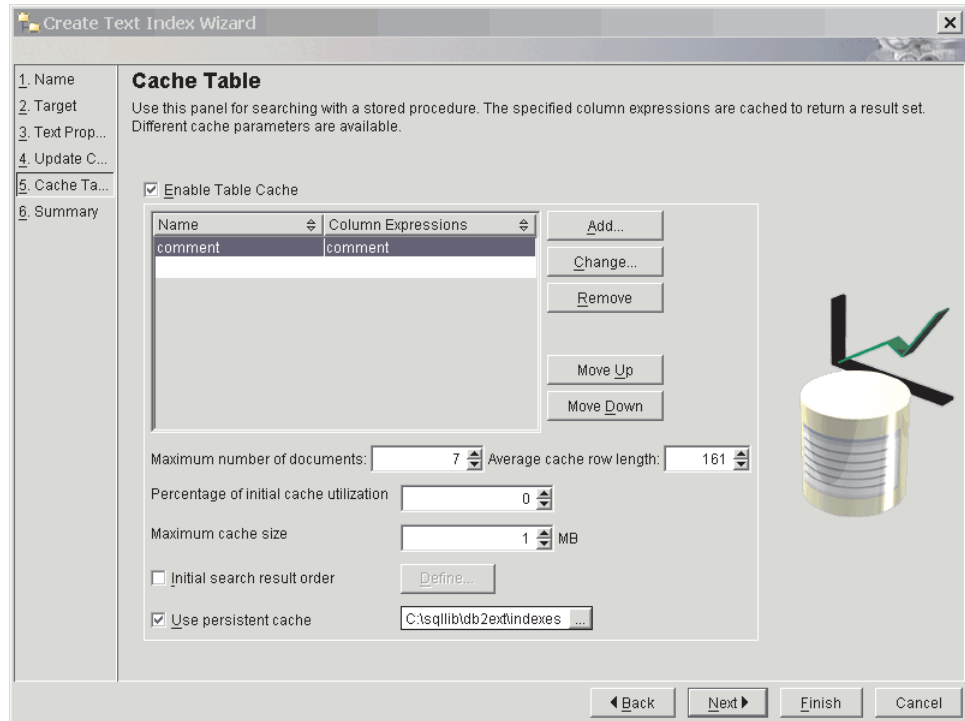 Create Text Index Wizard
1. Name
2. Target
3. Text Prop...
4. Update C...
5. Cache Ta...
6. Summary
Cache Table
Use this panel for searching with a stored procedure. The specified column expressions are cached to return a result set.
Different cache parameters are available.
Enable Table Cache
Name Column Expressions
comment comment
Add...
Change...
Remove
Move Up
Move Down
Maximum number of documents: 7 Average cache row length: 161
Percentage of initial cache utilization 0
Maximum cache size 1 MB
Initial search result order Define...
Use persistent cache C:\sqllib\db2ext\indexes ...
Back Next Finish Cancel